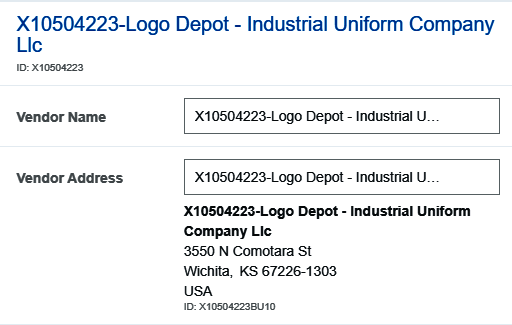 X10504223-Logo Depot - Industrial Uniform Company
Llc
ID: X10504223
Vendor Name
X10504223-Logo Depot - Industrial U...
Vendor Address
X10504223-Logo Depot - Industrial U...
X10504223-Logo Depot - Industrial Uniform
Company Llc
3550 N Comotara St
Wichita, KS 67226-1303
USA
ID: X10504223BU10